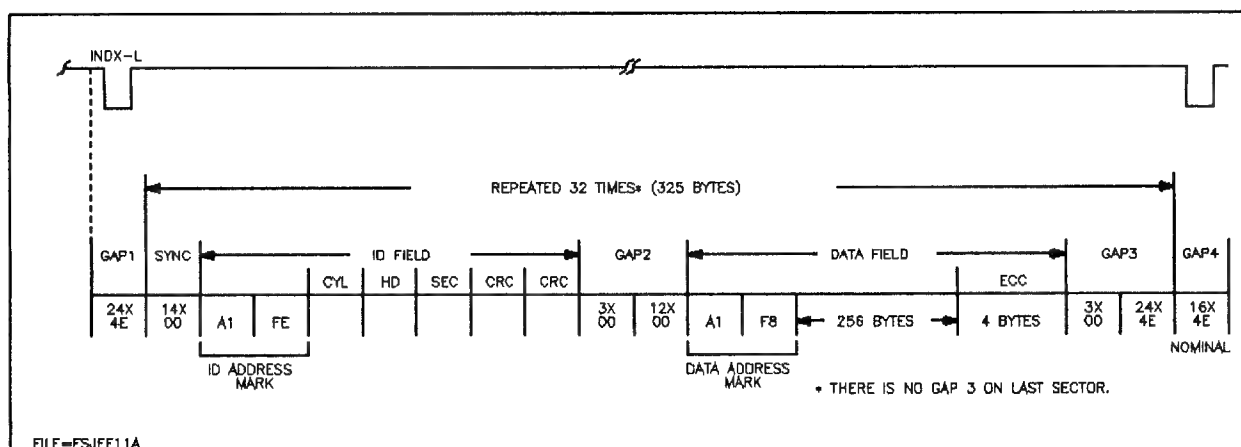 INDX-L
REPEATED 32 TIMES* (325 BYTES)
GAP1 SYNC ID FIELD GAP2 DATA FIELD GAP3 GAP4
CYL HD SEC CRC CRC ECC
24X 4E 14X 00 A1 FE 3X 00 12X 00 A1 F8 256 BYTES 4 BYTES 3X 00 24X 4E 16X 4E
ID ADDRESS MARK DATA ADDRESS MARK NOMINAL
* THERE IS NO GAP 3 ON LAST SECTOR.